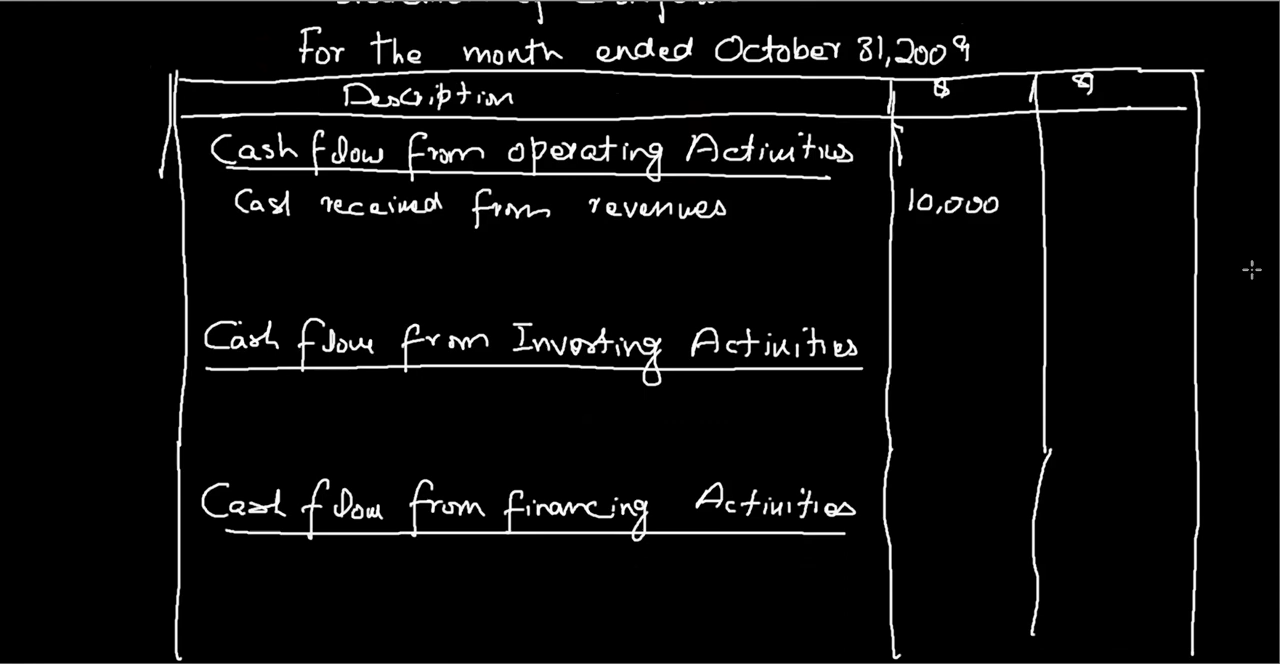 For the month ended October 31,2009
Description $ $
Cash flow from operating Activities
Cash received from revenues 10,000
Cash flow from Investing Activities
Cash flow from financing Activities